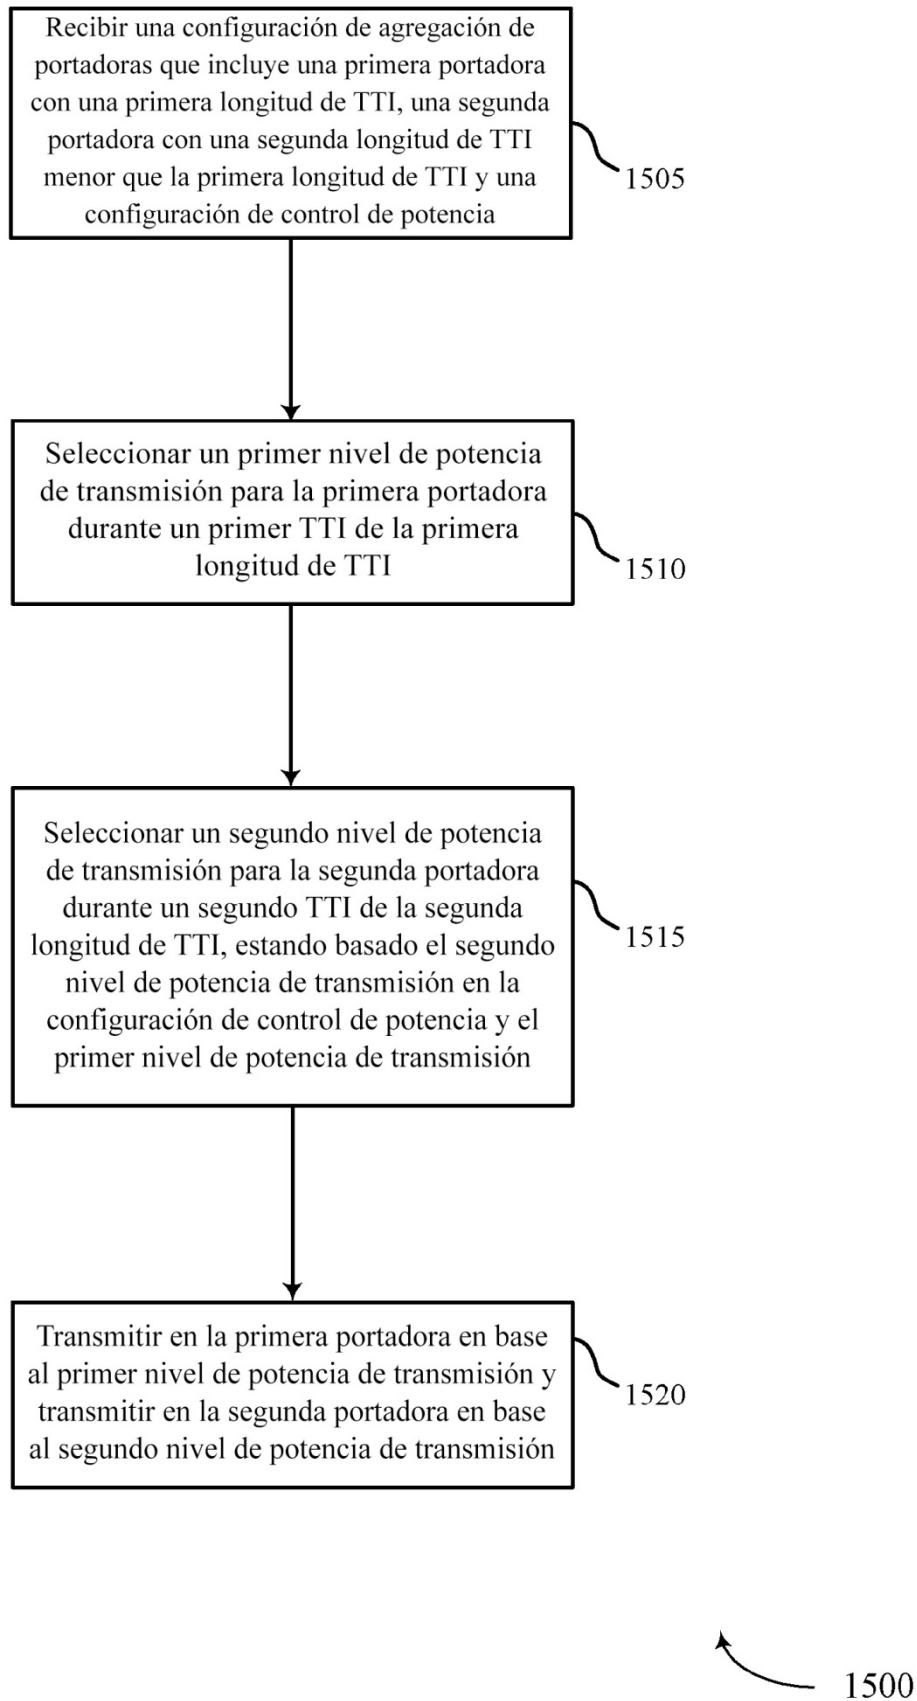 Recibir una configuración de agregación de
portadoras que incluye una primera portadora
con una primera longitud de TTI, una segunda
portadora con una segunda longitud de TTI
menor que la primera longitud de TTI y una
configuración de control de potencia
1505
Seleccionar un primer nivel de potencia
de transmisión para la primera portadora
durante un primer TTI de la primera
longitud de TTI
1510
Seleccionar un segundo nivel de potencia
de transmisión para la segunda portadora
durante un segundo TTI de la segunda
longitud de TTI, estando basado el segundo
nivel de potencia de transmisión en la
configuración de control de potencia y el
primer nivel de potencia de transmisión
1515
Transmitir en la primera portadora en base
al primer nivel de potencia de transmisión y
transmitir en la segunda portadora en base
al segundo nivel de potencia de transmisión
1520
1500